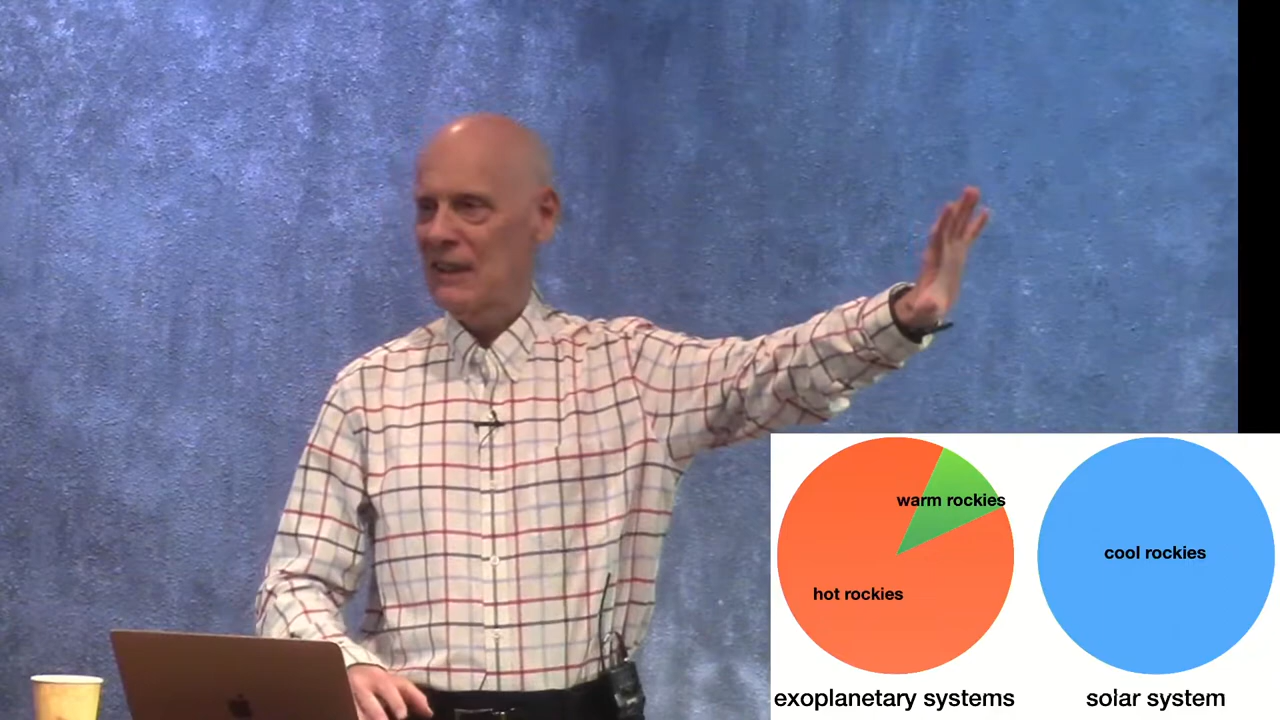 warm rockies
hot rockies
cool rockies
exoplanetary systems
solar system